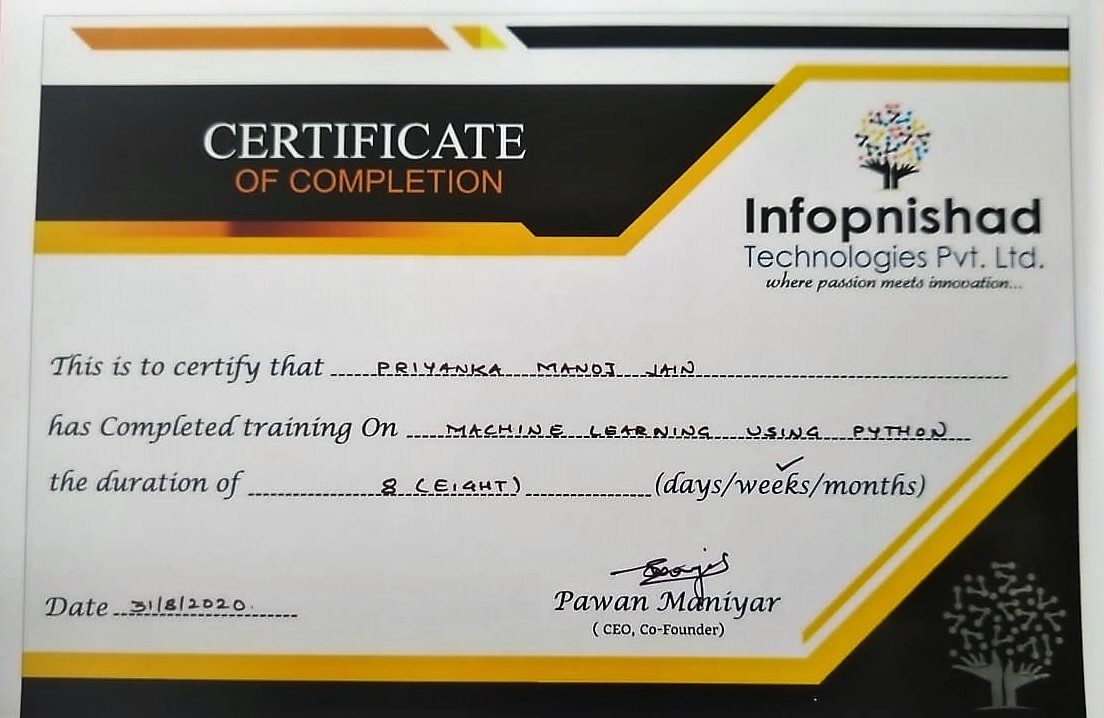 CERTIFICATE
OF COMPLETION
Infopnishad
Technologies Pvt. Ltd.
where passion meets innovation...
This is to certify that PRIYANKA MANOJ JAIN
has Completed training On MACHINE LEARNING USING PYTHON
the duration of 8 (EIGHT) (days/weeks/months)
Date 31/8/2020.
Pawan Maniyar
( CEO, Co-Founder)